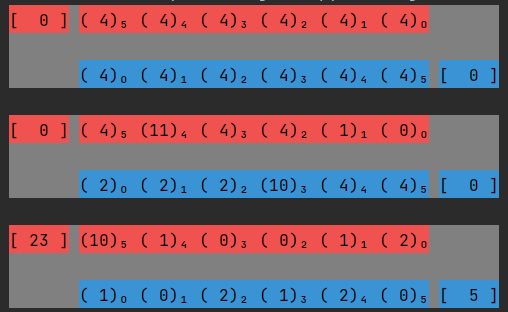 [  0 ] ( 4)₅ ( 4)₄ ( 4)₃ ( 4)₂ ( 4)₁ ( 4)₀
( 4)₀ ( 4)₁ ( 4)₂ ( 4)₃ ( 4)₄ ( 4)₅ [  0 ]
[  0 ] ( 4)₅ (11)₄ ( 4)₃ ( 4)₂ ( 1)₁ ( 0)₀
( 2)₀ ( 2)₁ ( 2)₂ (10)₃ ( 4)₄ ( 4)₅ [  0 ]
[ 23 ] (10)₅ ( 1)₄ ( 0)₃ ( 0)₂ ( 1)₁ ( 2)₀
( 1)₀ ( 0)₁ ( 2)₂ ( 1)₃ ( 2)₄ ( 0)₅ [  5 ]